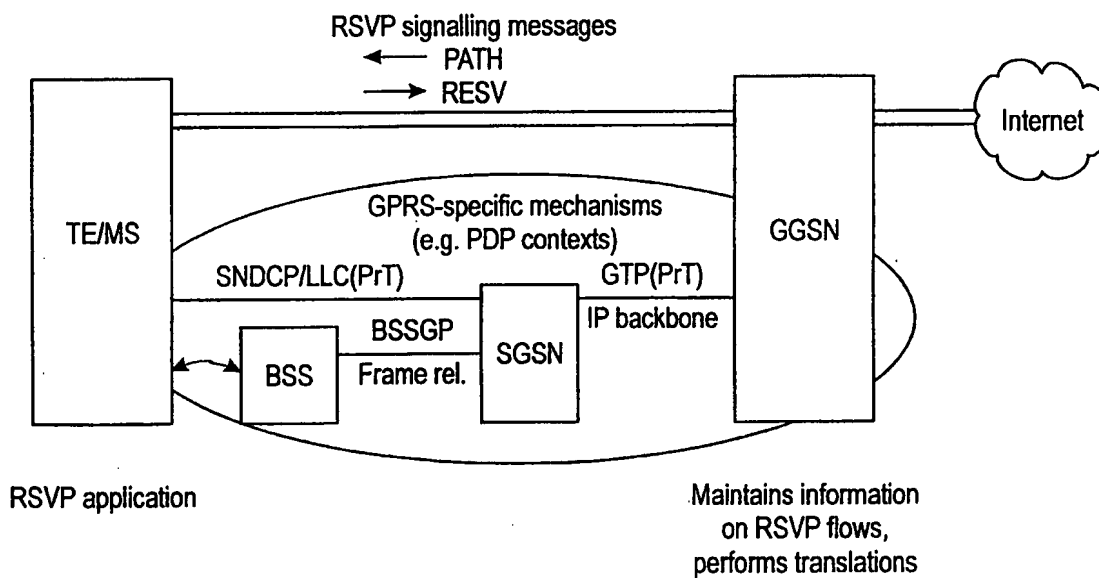 RSVP signalling messages
PATH
RESV
Internet
TE/MS
GPRS-specific mechanisms
(e.g. PDP contexts)
GGSN
SNDCP/LLC(PrT)
GTP(PrT)
BSSGP
SGSN
IP backbone
BSS
Frame rel.
RSVP application
Maintains information
on RSVP flows,
performs translations